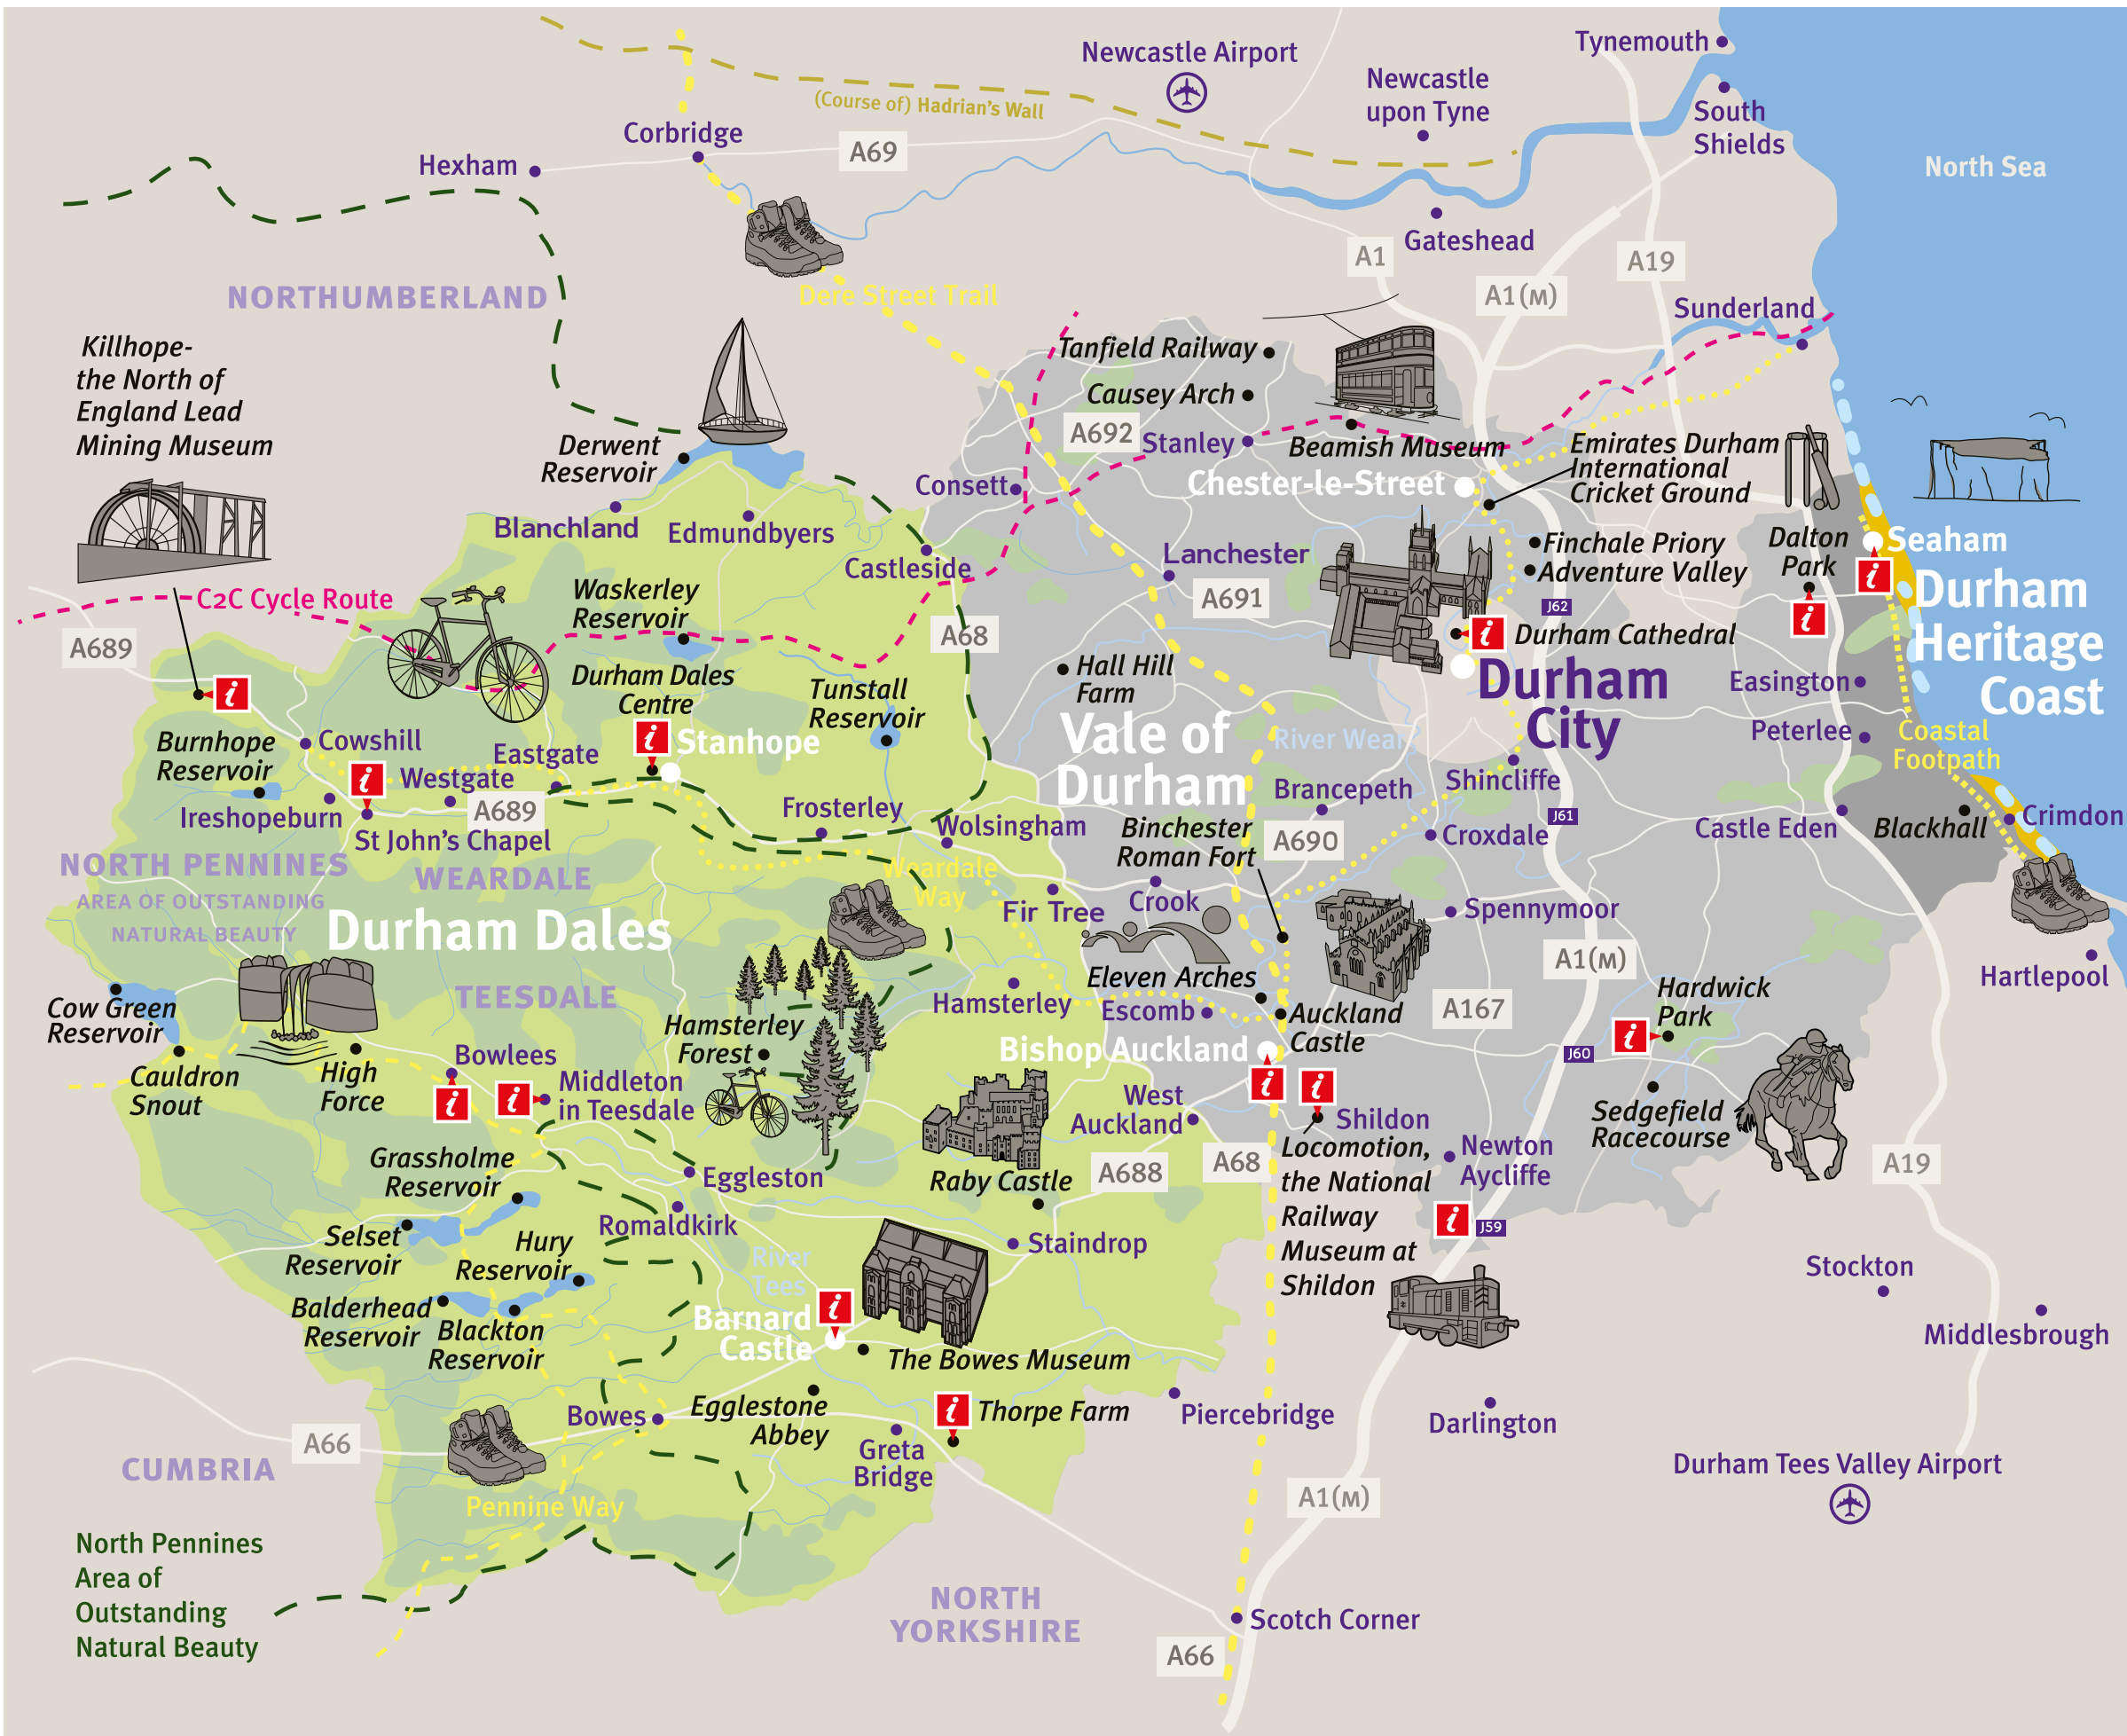 Tynemouth
Newcastle Airport
Newcastle
upon Tyne
South
Shields
(Course of) Hadrian's Wall
Corbridge
Hexham
A69
North Sea
Gateshead
A1
A19
A1(M)
NORTHUMBERLAND
Dere Street Trail
Sunderland
Killhope-
the North of
England Lead
Mining Museum
Tanfield Railway
Causey Arch
A692
Stanley
Beamish Museum
Derwent
Reservoir
Emirates Durham
International
Cricket Ground
Chester-le-Street
Consett
Blanchland
Edmundbyers
Castleside
Lanchester
Finchale Priory
Adventure Valley
Dalton
Park
i
Seaham
i
Durham
Heritage
Coast
C2C Cycle Route
Waskerley
Reservoir
A691
J62
A689
A68
i
Durham Cathedral
Durham
City
Hall Hill
Farm
i
Durham Dales
Centre
i
Stanhope
Tunstall
Reservoir
Vale of
Durham
River Wear
Easington
Peterlee
Coastal
Footpath
Burnhope
Reservoir
Cowshill
i
Westgate
Eastgate
A689
Ireshopeburn
St John's Chapel
Frosterley
Wolsingham
Brancepeth
Shincliffe
J61
Binchester
Roman Fort
A690
Croxdale
Castle Eden
Blackhall
Crimdon
NORTH PENNINES
AREA OF OUTSTANDING
NATURAL BEAUTY
WEARDALE
Weardale
Way
Durham Dales
Fir Tree
Crook
Spennymoor
A1(M)
Hartlepool
TEESDALE
Cow Green
Reservoir
Hamsterley
Eleven Arches
Escomb
Auckland
Castle
A167
Hardwick
Park
i
Hamsterley
Forest
Bishop Auckland
i
J60
Cauldron
Snout
High
Force
Bowlees
i
i
Middleton
in Teesdale
West
Auckland
i
Shildon
Locomotion,
the National
Railway
Museum at
Shildon
Sedgefield
Racecourse
Newton
Aycliffe
A19
Grassholme
Reservoir
Eggleston
Raby Castle
A688
A68
Romaldkirk
Selset
Reservoir
Hury
Reservoir
Staindrop
i
J59
River
Tees
Balderhead
Reservoir
Blackton
Reservoir
Barnard
Castle
i
The Bowes Museum
Stockton
Middlesbrough
Egglestone
Abbey
Bowes
i
Thorpe Farm
Piercebridge
Darlington
Greta
Bridge
A66
CUMBRIA
Pennine Way
Durham Tees Valley Airport
A1(M)
North Pennines
Area of
Outstanding
Natural Beauty
NORTH
YORKSHIRE
Scotch Corner
A66